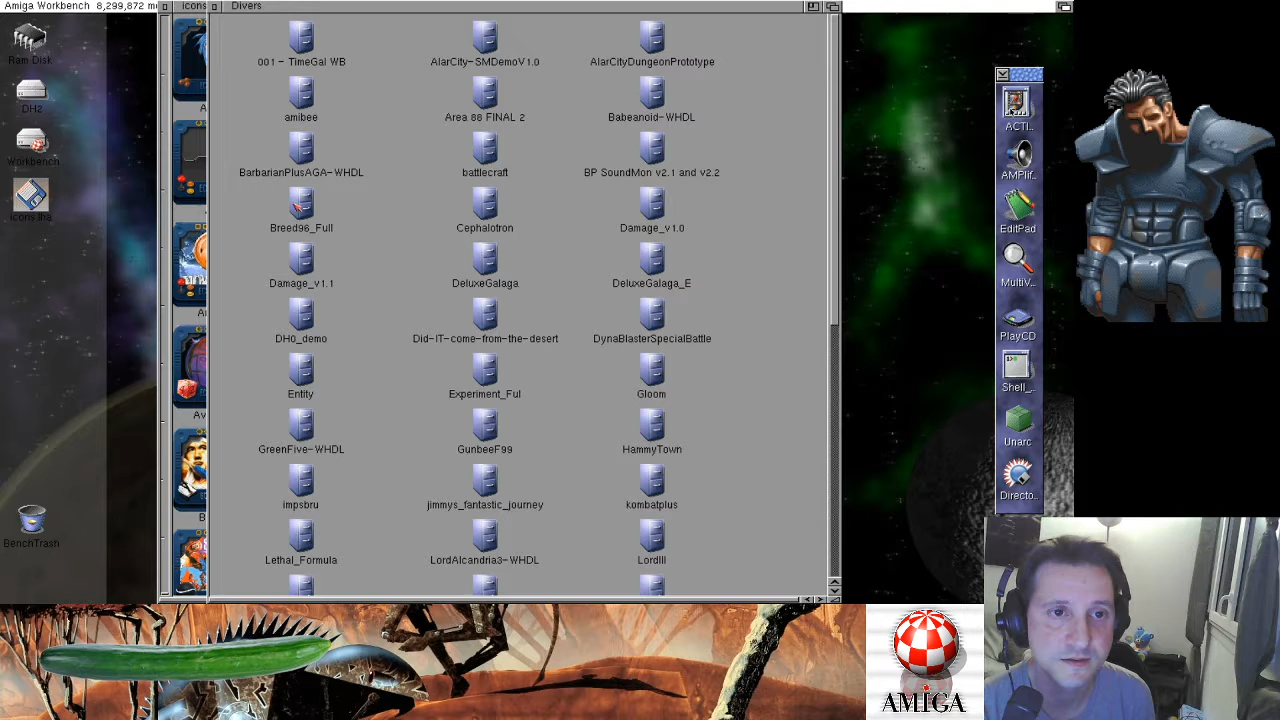 Amiga Workbench 8,299,872
icons
Divers
Ram Disk
DH2
Workbench
icons.lha
BenchTrash
001 - TimeGal WB
AlarCity-SMDemoV1.0
AlarCityDungeonPrototype
amibee
Area 88 FINAL 2
Babeanoid-WHDL
BarbarianPlusAGA-WHDL
battlecraft
BP SoundMon v2.1 and v2.2
Breed96_Full
Cephalotron
Damage_v1.0
Damage_v1.1
DeluxeGalaga
DeluxeGalaga_E
DH0_demo
Did-IT-come-from-the-desert
DynaBlasterSpecialBattle
Entity
Experiment_Ful
Gloom
GreenFive-WHDL
GunbeeF99
HammyTown
impsbru
jimmys_fantastic_journey
kombatplus
Lethal_Formula
LordAlcandria3-WHDL
LordIII
ACTI..
AMPlif..
EditPad
MultiV..
PlayCD
Shell_..
Unarc
Directo..
AMIGA